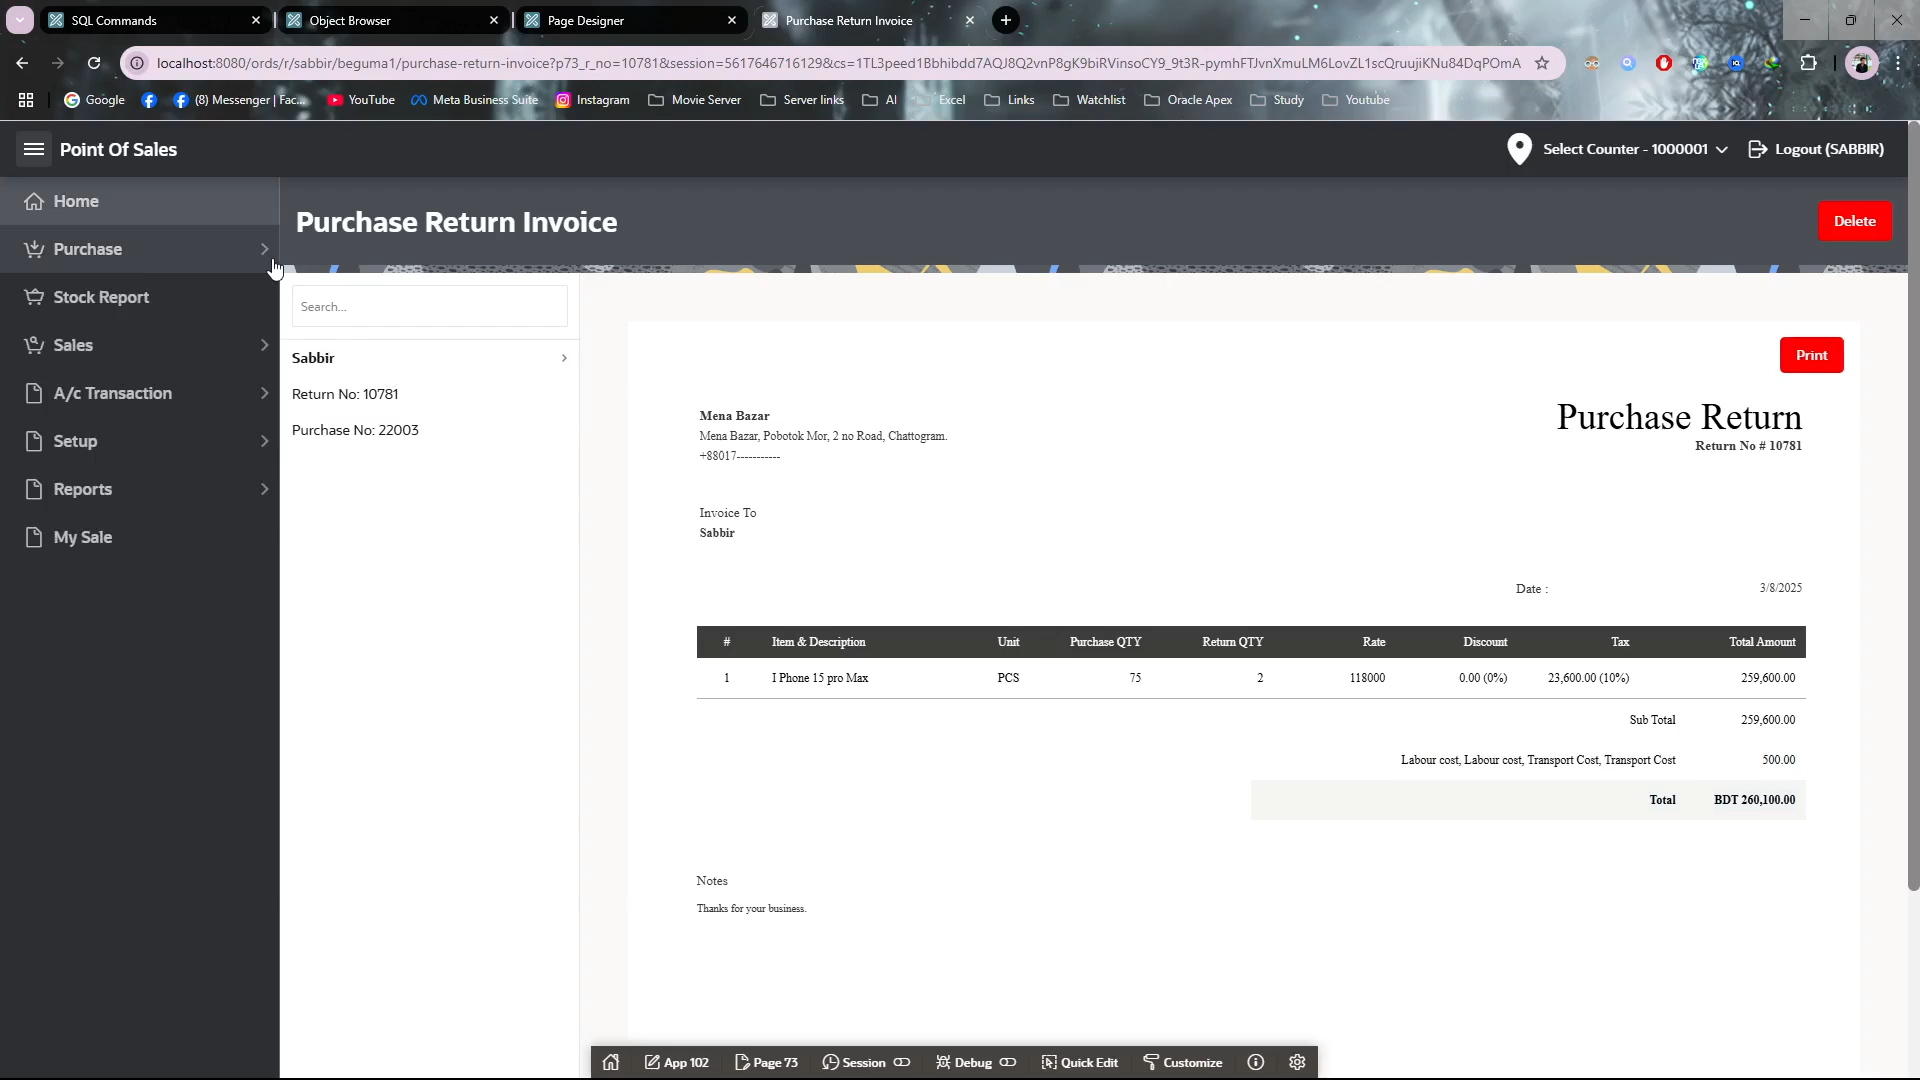 SQL Commands
Object Browser
Page Designer
Purchase Return Invoice
localhost:8080/ords/r/sabbir/beguma1/purchase-return-invoice?p73_r_no=10781&session=5617646716129&cs=1TL3peed1Bbhibdd7AQJ8Q2vnP8gK9biRVinsoCY9_9t3R-pymhFTJvnXmuLM6LovZL1scQruujiKNu84DqPOmA
Google
(8) Messenger | Fac...
YouTube
Meta Business Suite
Instagram
Movie Server
Server links
AI
Excel
Links
Watchlist
Oracle Apex
Study
Youtube
Point Of Sales
Select Counter - 1000001
Logout (SABBIR)
Home
Purchase
Stock Report
Sales
A/c Transaction
Setup
Reports
My Sale
Purchase Return Invoice
Delete
Search...
Sabbir
Return No: 10781
Purchase No: 22003
Print
Mena Bazar
Mena Bazar, Pobotok Mor, 2 no Road, Chattogram.
+88017-----------
Purchase Return
Return No # 10781
Invoice To
Sabbir
Date : 3/8/2025
# Item & Description Unit Purchase QTY Return QTY Rate Discount Tax Total Amount
1 I Phone 15 pro Max PCS 75 2 118000 0.00 (0%) 23,600.00 (10%) 259,600.00
Sub Total 259,600.00
Labour cost, Labour cost, Transport Cost, Transport Cost 500.00
Total BDT 260,100.00
Notes
Thanks for your business.
App 102
Page 73
Session
Debug
Quick Edit
Customize